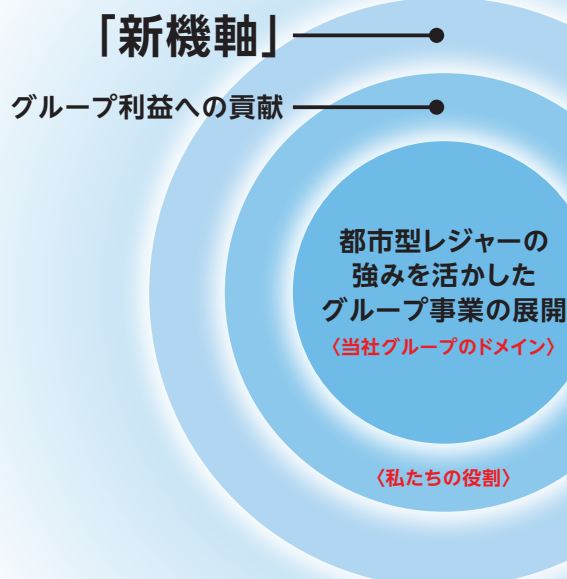 「新機軸」
グループ利益への貢献
都市型レジャーの
強みを活かした
グループ事業の展開
〈当社グループのドメイン〉
〈私たちの役割〉